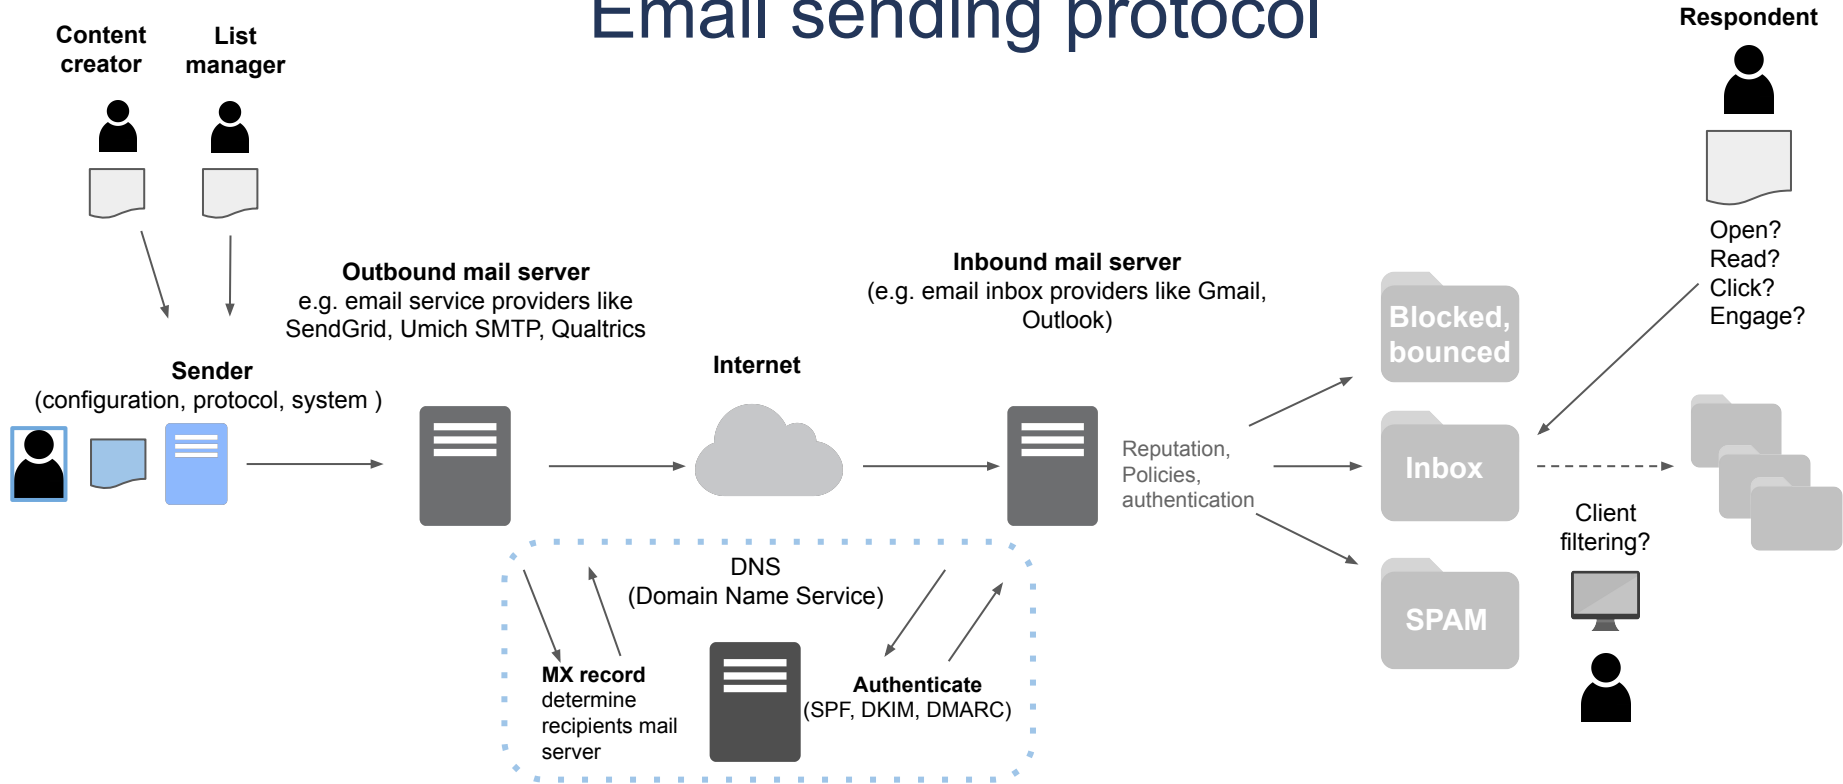 Email sending protocol
Content
creator
List
manager
Respondent
Open?
Read?
Click?
Engage?
Outbound mail server
e.g. email service providers like
SendGrid, Umich SMTP, Qualtrics
Inbound mail server
(e.g. email inbox providers like Gmail,
Outlook)
Sender
(configuration, protocol, system )
Internet
Reputation,
Policies,
authentication
Blocked,
bounced
Inbox
SPAM
Client
filtering?
DNS
(Domain Name Service)
MX record
determine
recipients mail
server
Authenticate
(SPF, DKIM, DMARC)